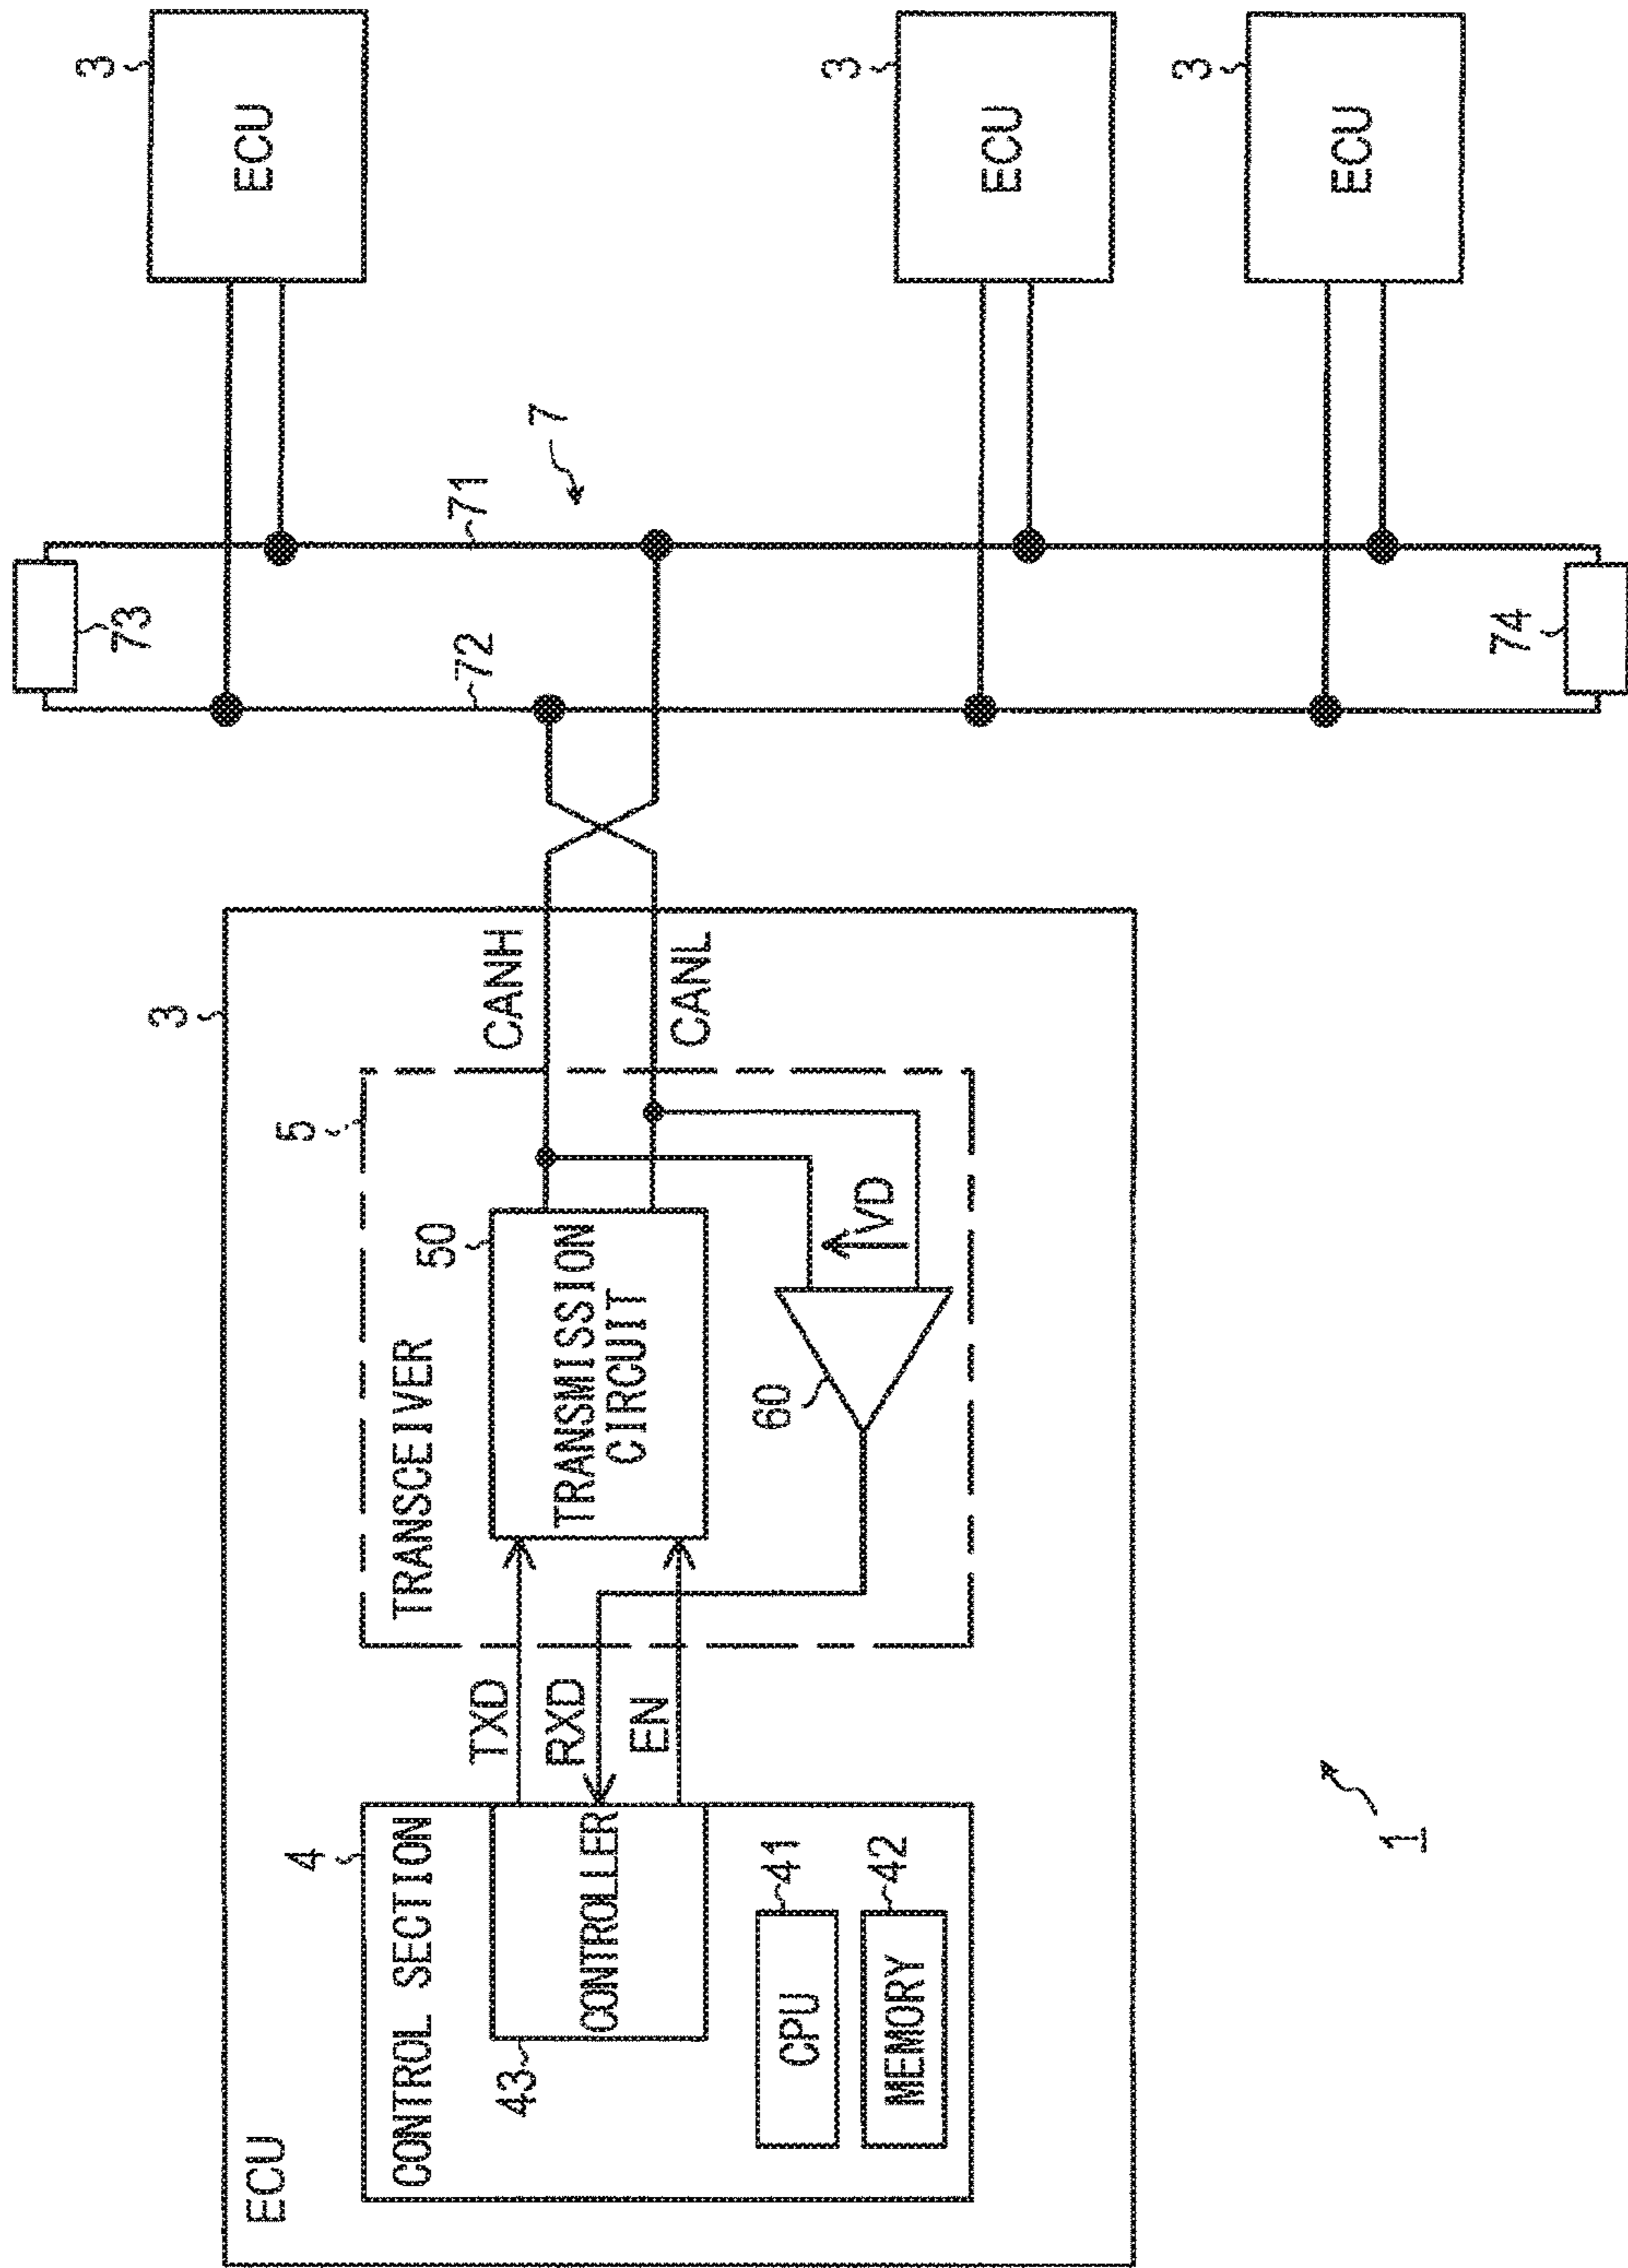 ECU
3
CONTROL SECTION
4
CONTROLLER
43
CPU
41
MEMORY
42
TXD
RXD
EN
TRANSCEIVER
5
TRANSMISSION
CIRCUIT
50
60
VD
CANH
CANL
7
71
72
73
74
ECU
3
ECU
3
ECU
3
1